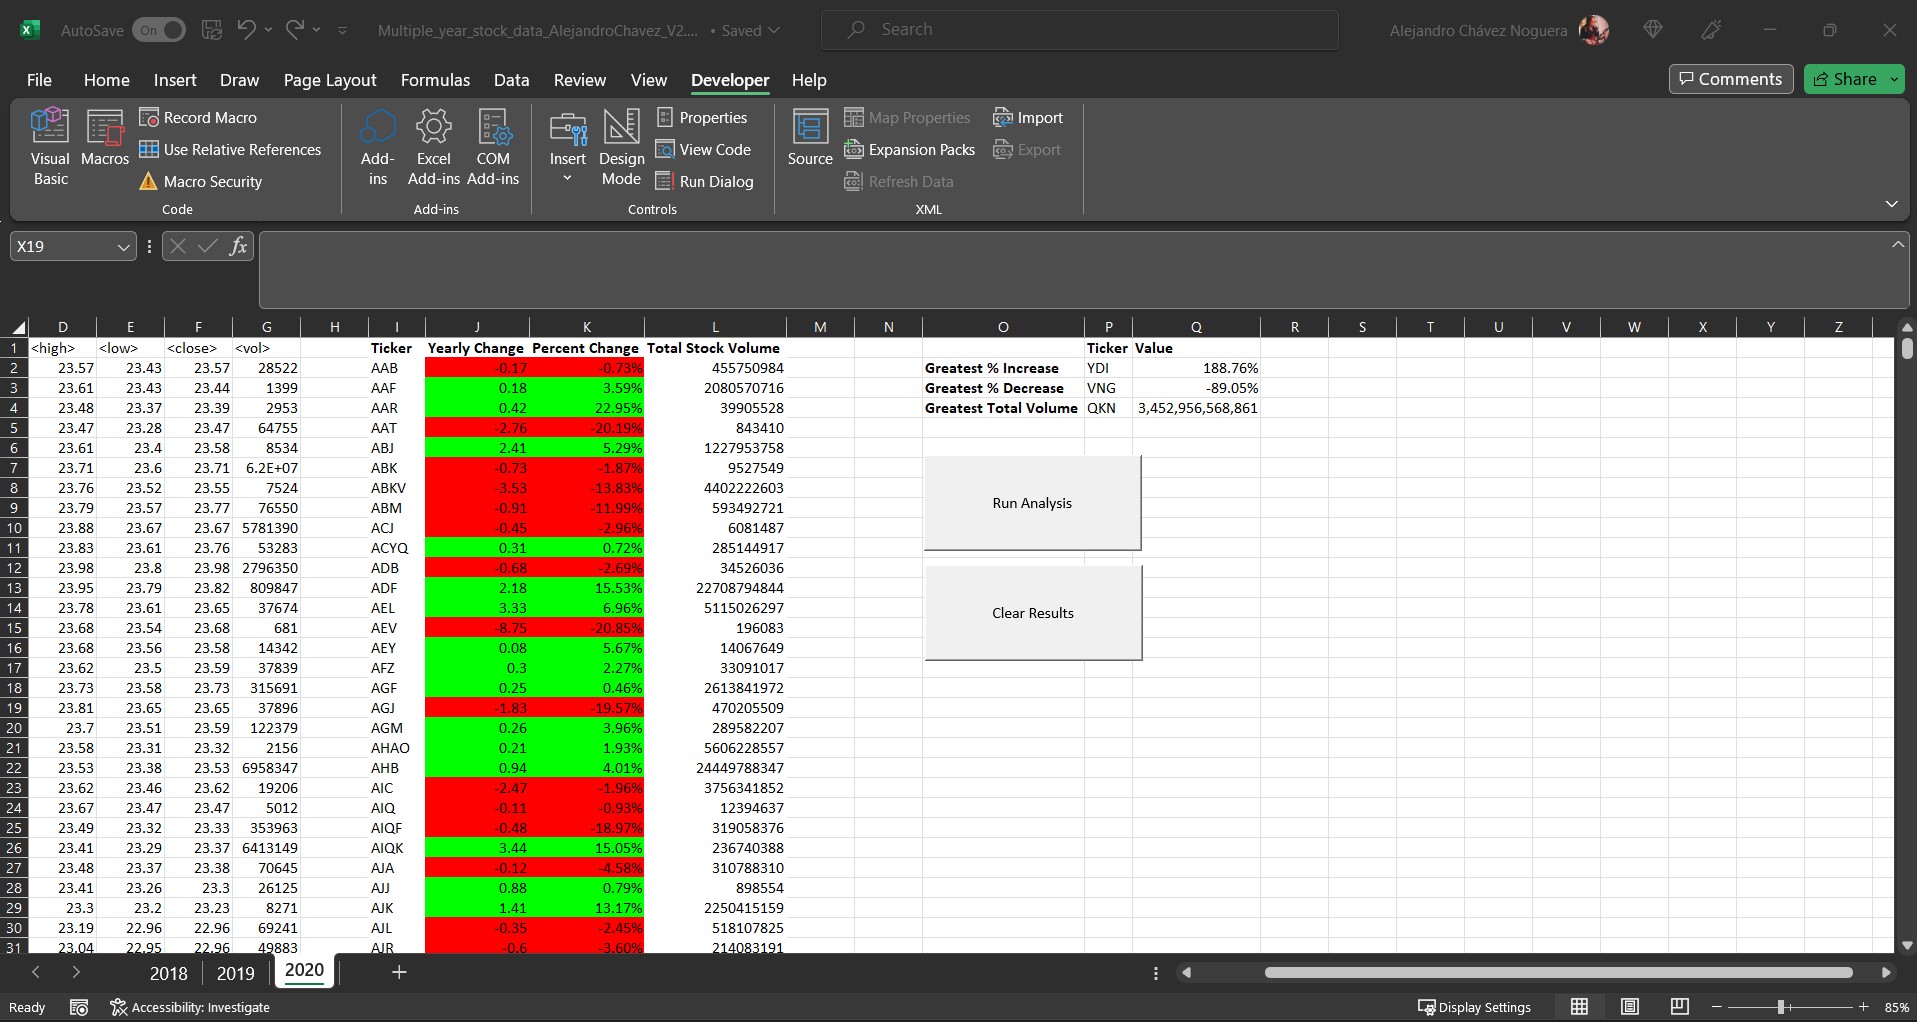 AutoSave On Multiple_year_stock_data_AlejandroChavez_V2.... • Saved Search Alejandro Chávez Noguera
File Home Insert Draw Page Layout Formulas Data Review View Developer Help Comments Share
Visual Basic Macros Record Macro Use Relative References Macro Security
Code
Add-ins Excel Add-ins COM Add-ins
Add-ins
Insert Design Mode Properties View Code Run Dialog
Controls
Source Map Properties Expansion Packs Refresh Data Import Export
XML
X19 fx
D E F G H I J K L M N O P Q R S T U V W X Y Z
1 <high> <low> <close> <vol> Ticker Yearly Change Percent Change Total Stock Volume Ticker Value
2 23.57 23.43 23.57 28522 AAB -0.17 -0.73% 455750984 Greatest % Increase YDI 188.76%
3 23.61 23.43 23.44 1399 AAF 0.18 3.59% 2080570716 Greatest % Decrease VNG -89.05%
4 23.48 23.37 23.39 2953 AAR 0.42 22.95% 39905528 Greatest Total Volume QKN 3,452,956,568,861
5 23.47 23.28 23.47 64755 AAT -2.76 -20.19% 843410
6 23.61 23.4 23.58 8534 ABJ 2.41 5.29% 1227953758
7 23.71 23.6 23.71 6.2E+07 ABK -0.73 -1.87% 9527549
8 23.76 23.52 23.55 7524 ABKV -3.53 -13.83% 4402222603
9 23.79 23.57 23.77 76550 ABM -0.91 -11.99% 593492721
Run Analysis
10 23.88 23.67 23.67 5781390 ACJ -0.45 -2.96% 6081487
11 23.83 23.61 23.76 53283 ACYQ 0.31 0.72% 285144917
12 23.98 23.8 23.98 2796350 ADB -0.68 -2.69% 34526036
13 23.95 23.79 23.82 809847 ADF 2.18 15.53% 22708794844
14 23.78 23.61 23.65 37674 AEL 3.33 6.96% 5115026297
Clear Results
15 23.68 23.54 23.68 681 AEV -8.75 -20.85% 196083
16 23.68 23.56 23.58 14342 AEY 0.08 5.67% 14067649
17 23.62 23.5 23.59 37839 AFZ 0.3 2.27% 33091017
18 23.73 23.58 23.73 315691 AGF 0.25 0.46% 2613841972
19 23.81 23.65 23.65 37896 AGJ -1.83 -19.57% 470205509
20 23.7 23.51 23.59 122379 AGM 0.26 3.96% 289582207
21 23.58 23.31 23.32 2156 AHAO 0.21 1.93% 5606228557
22 23.53 23.38 23.53 6958347 AHB 0.94 4.01% 24449788347
23 23.62 23.46 23.62 19206 AIC -2.47 -1.96% 3756341852
24 23.67 23.47 23.47 5012 AIQ -0.11 -0.93% 12394637
25 23.49 23.32 23.33 353963 AIQF -0.48 -18.97% 319058376
26 23.41 23.29 23.37 6413149 AIQK 3.44 15.05% 236740388
27 23.48 23.37 23.38 70645 AJA -0.12 -4.58% 310788310
28 23.41 23.26 23.3 26125 AJJ 0.88 0.79% 898554
29 23.3 23.2 23.23 8271 AJK 1.41 13.17% 2250415159
30 23.19 22.96 22.96 69241 AJL -0.35 -2.45% 518107825
31 23.04 22.95 22.96 49883 AJR -0.6 -3.60% 214083191
2018 2019 2020
Ready Accessibility: Investigate Display Settings 85%